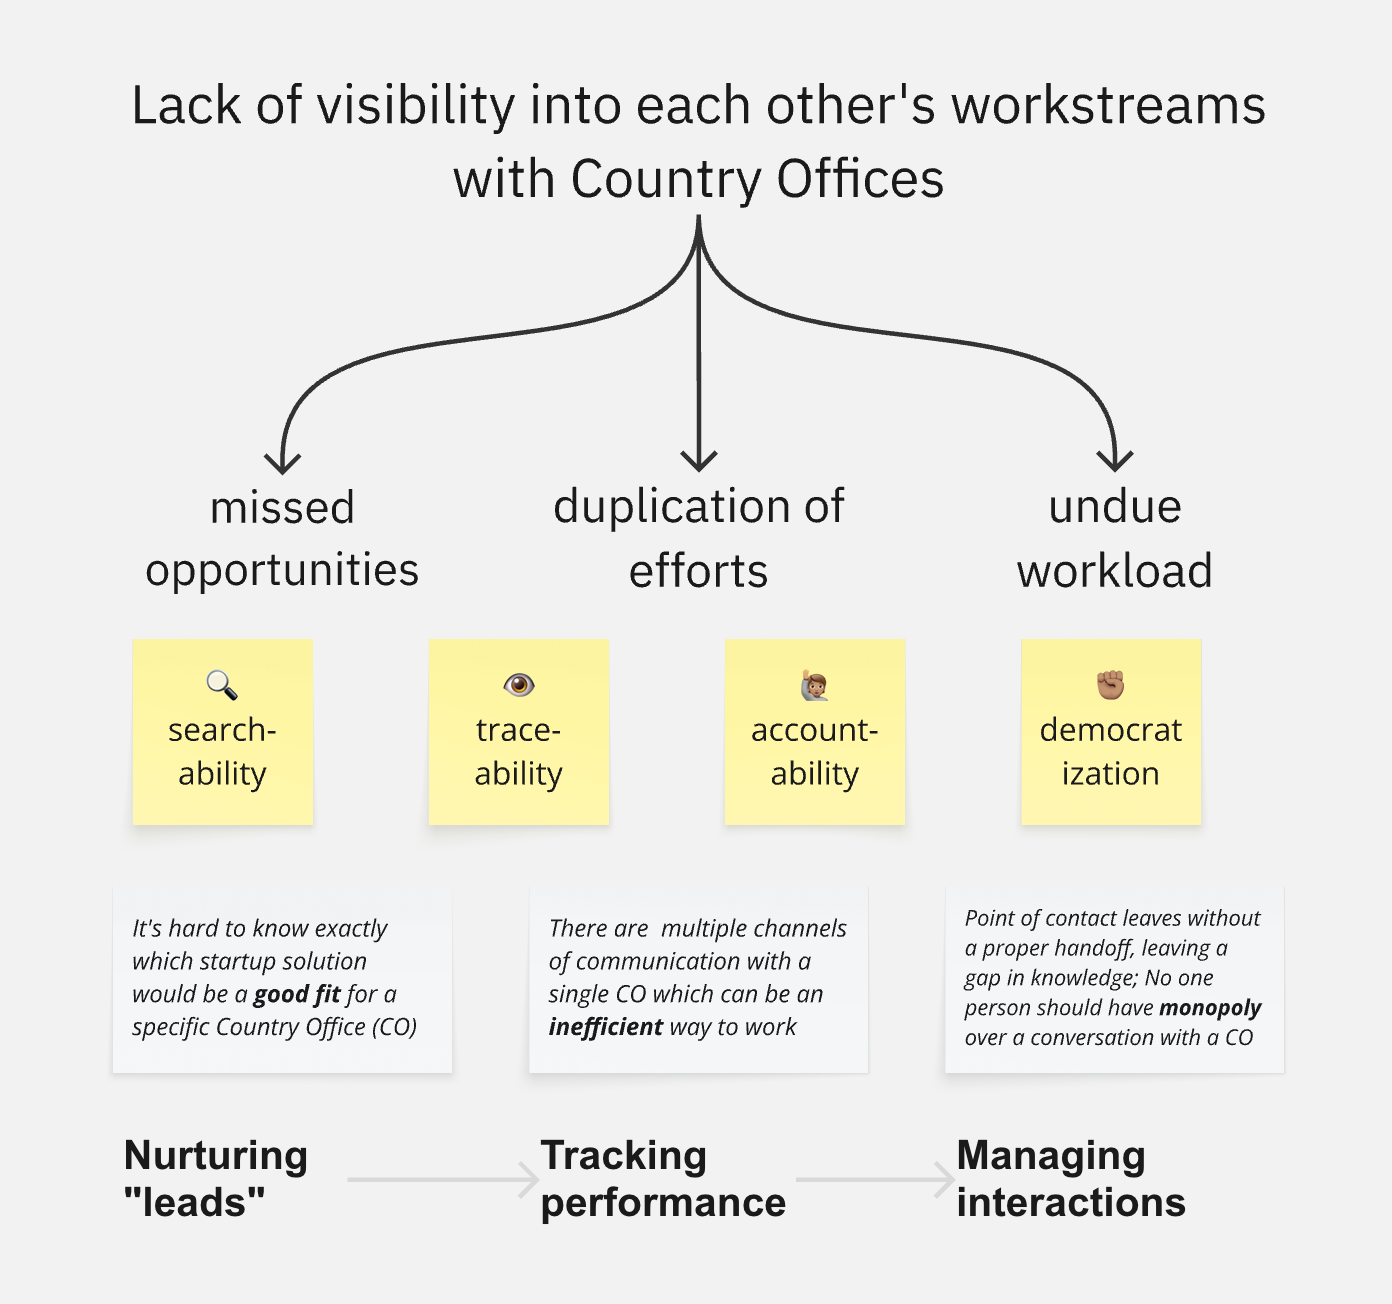 Lack of visibility into each other's workstreams
with Country Offices
missed
opportunities
duplication of
efforts
undue
workload
search-
ability
trace-
ability
account-
ability
democrat
ization
It's hard to know exactly
which startup solution
would be a good fit for a
specific Country Office (CO)
There are  multiple channels
of communication with a
single CO which can be an
inefficient way to work
Point of contact leaves without
a proper handoff, leaving a
gap in knowledge; No one
person should have monopoly
over a conversation with a CO
Nurturing
"leads"
Tracking
performance
Managing
interactions